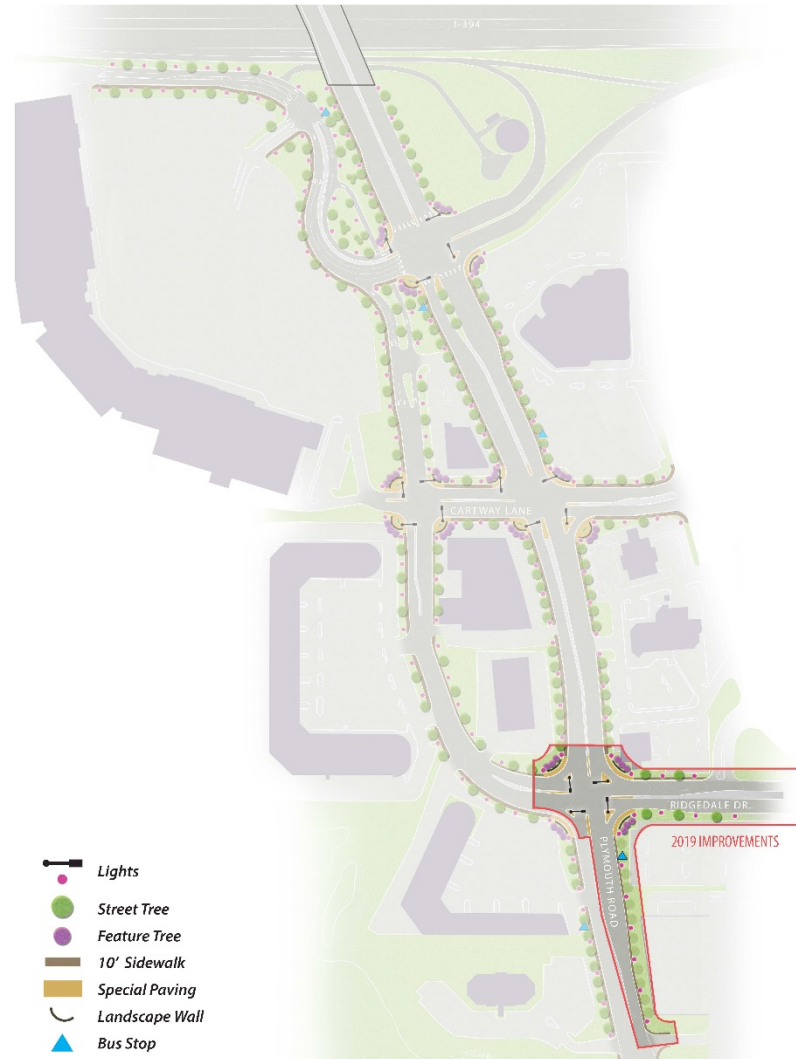 I-394
CARTWAY LANE
RIDGEDALE DR.
2019 IMPROVEMENTS
PLYMOUTH ROAD
Lights
Street Tree
Feature Tree
10' Sidewalk
Special Paving
Landscape Wall
Bus Stop